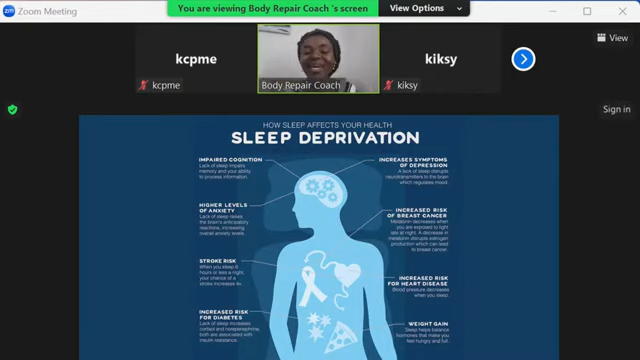 Zoom Meeting
You are viewing Body Repair Coach 's screen
View Options
kcpme
kiksy
View
kcpme
Body Repair Coach
kiksy
Sign in
HOW SLEEP AFFECTS YOUR HEALTH
SLEEP DEPRIVATION
IMPAIRED COGNITION
Lack of sleep impairs
memory and your ability
to process information.
HIGHER LEVELS
OF ANXIETY
Lack of sleep raises
the brain's anticipatory
reactions, increasing
overall anxiety levels.
STROKE RISK
When you sleep 6
hours or less a night,
your chance of a
stroke increases 4x.
INCREASED RISK
FOR DIABETES
Lack of sleep increases
cortisol and norepinephrine,
both are associated with
insulin resistance.
INCREASES SYMPTOMS
OF DEPRESSION
A lack of sleep disrupts
neurotransmitters to the brain
which regulates mood.
INCREASED RISK
OF BREAST CANCER
Melatonin decreases when
you are exposed to light
late at night. A decrease in
melatonin disrupts estrogen
production which can lead
to breast cancer.
INCREASED RISK
FOR HEART DISEASE
Blood pressure decreases
when you sleep.
WEIGHT GAIN
Sleep helps balance
hormones that make you
feel hungry and full.